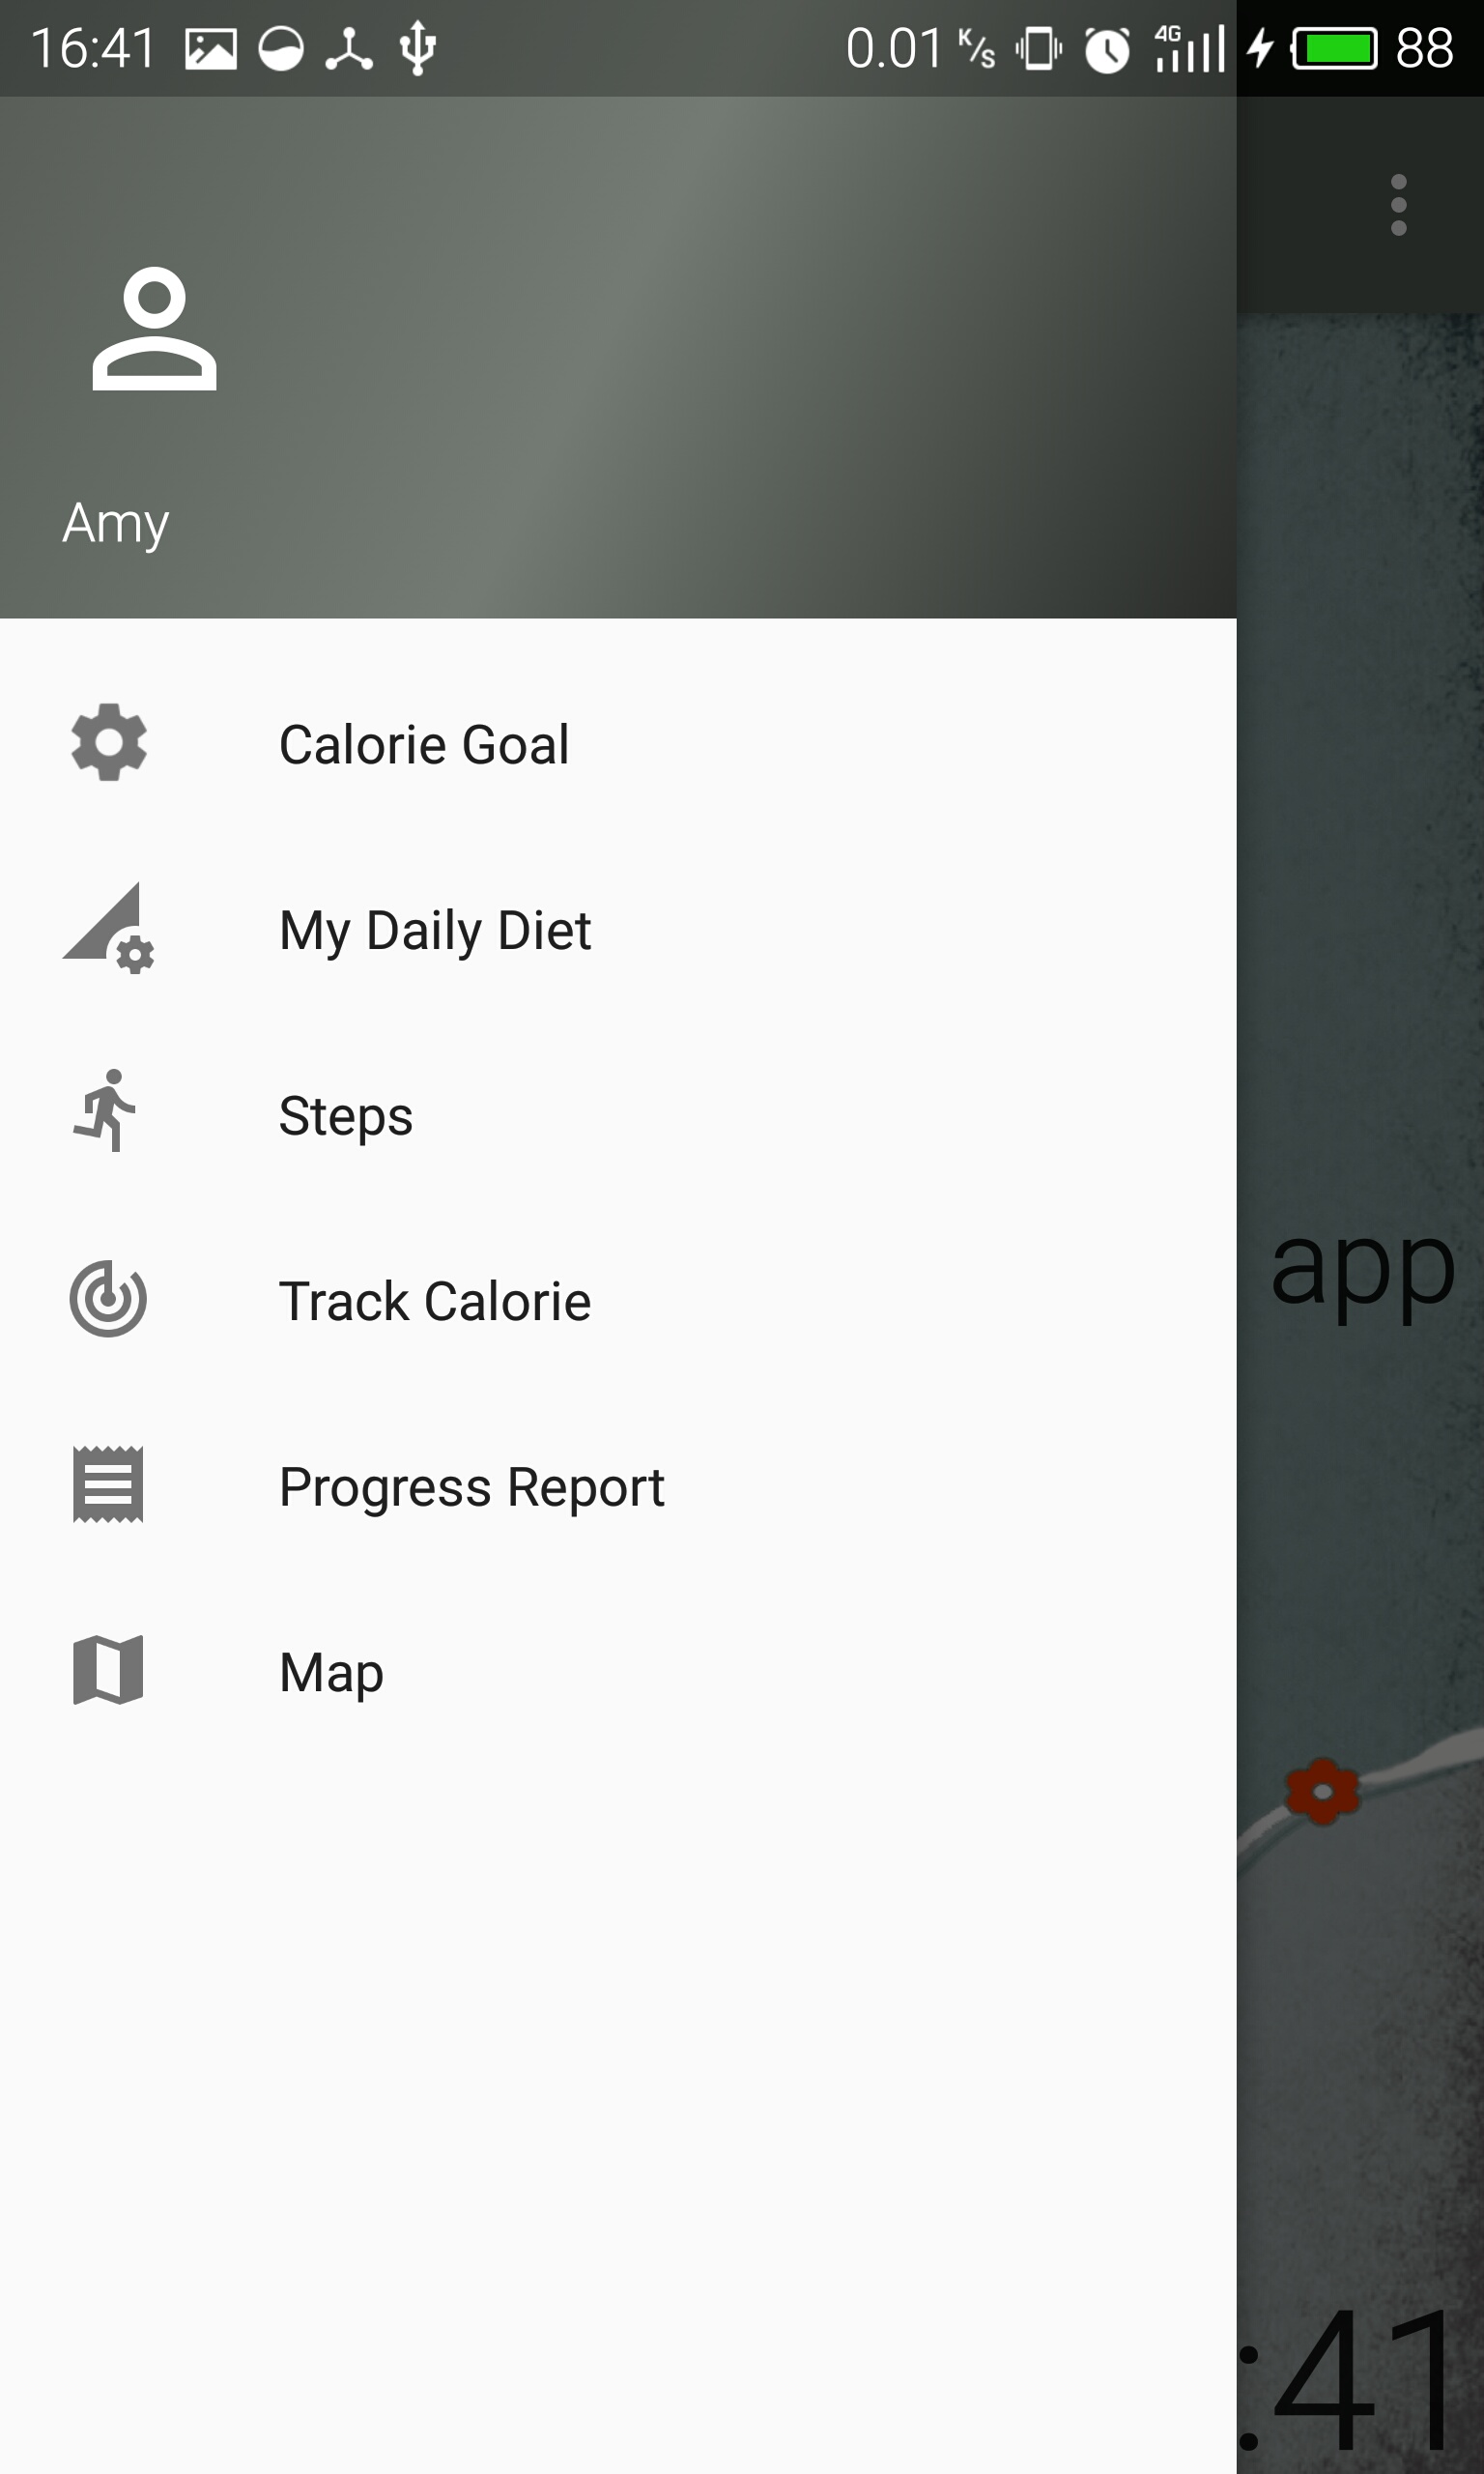 16:41 0.01 K/s 4G 88
Amy
Calorie Goal
My Daily Diet
Steps
Track Calorie
app
Progress Report
Map
:41